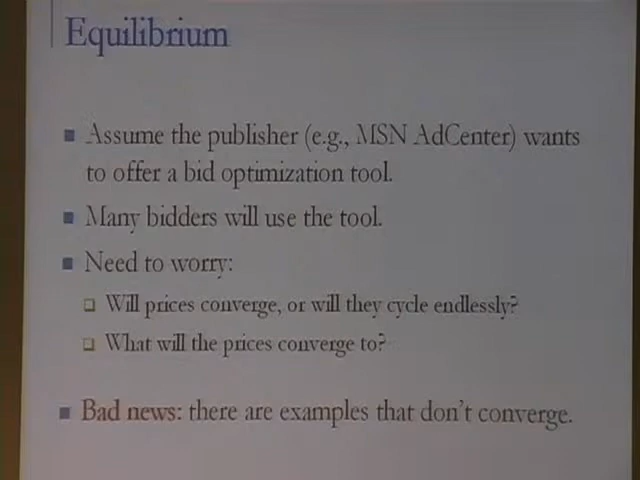 Equilibrium
Assume the publisher (e.g., MSN AdCenter) wants
to offer a bid optimization tool.
Many bidders will use the tool.
Need to worry:
Will prices converge, or will they cycle endlessly?
What will the prices converge to?
Bad news: there are examples that don't converge.